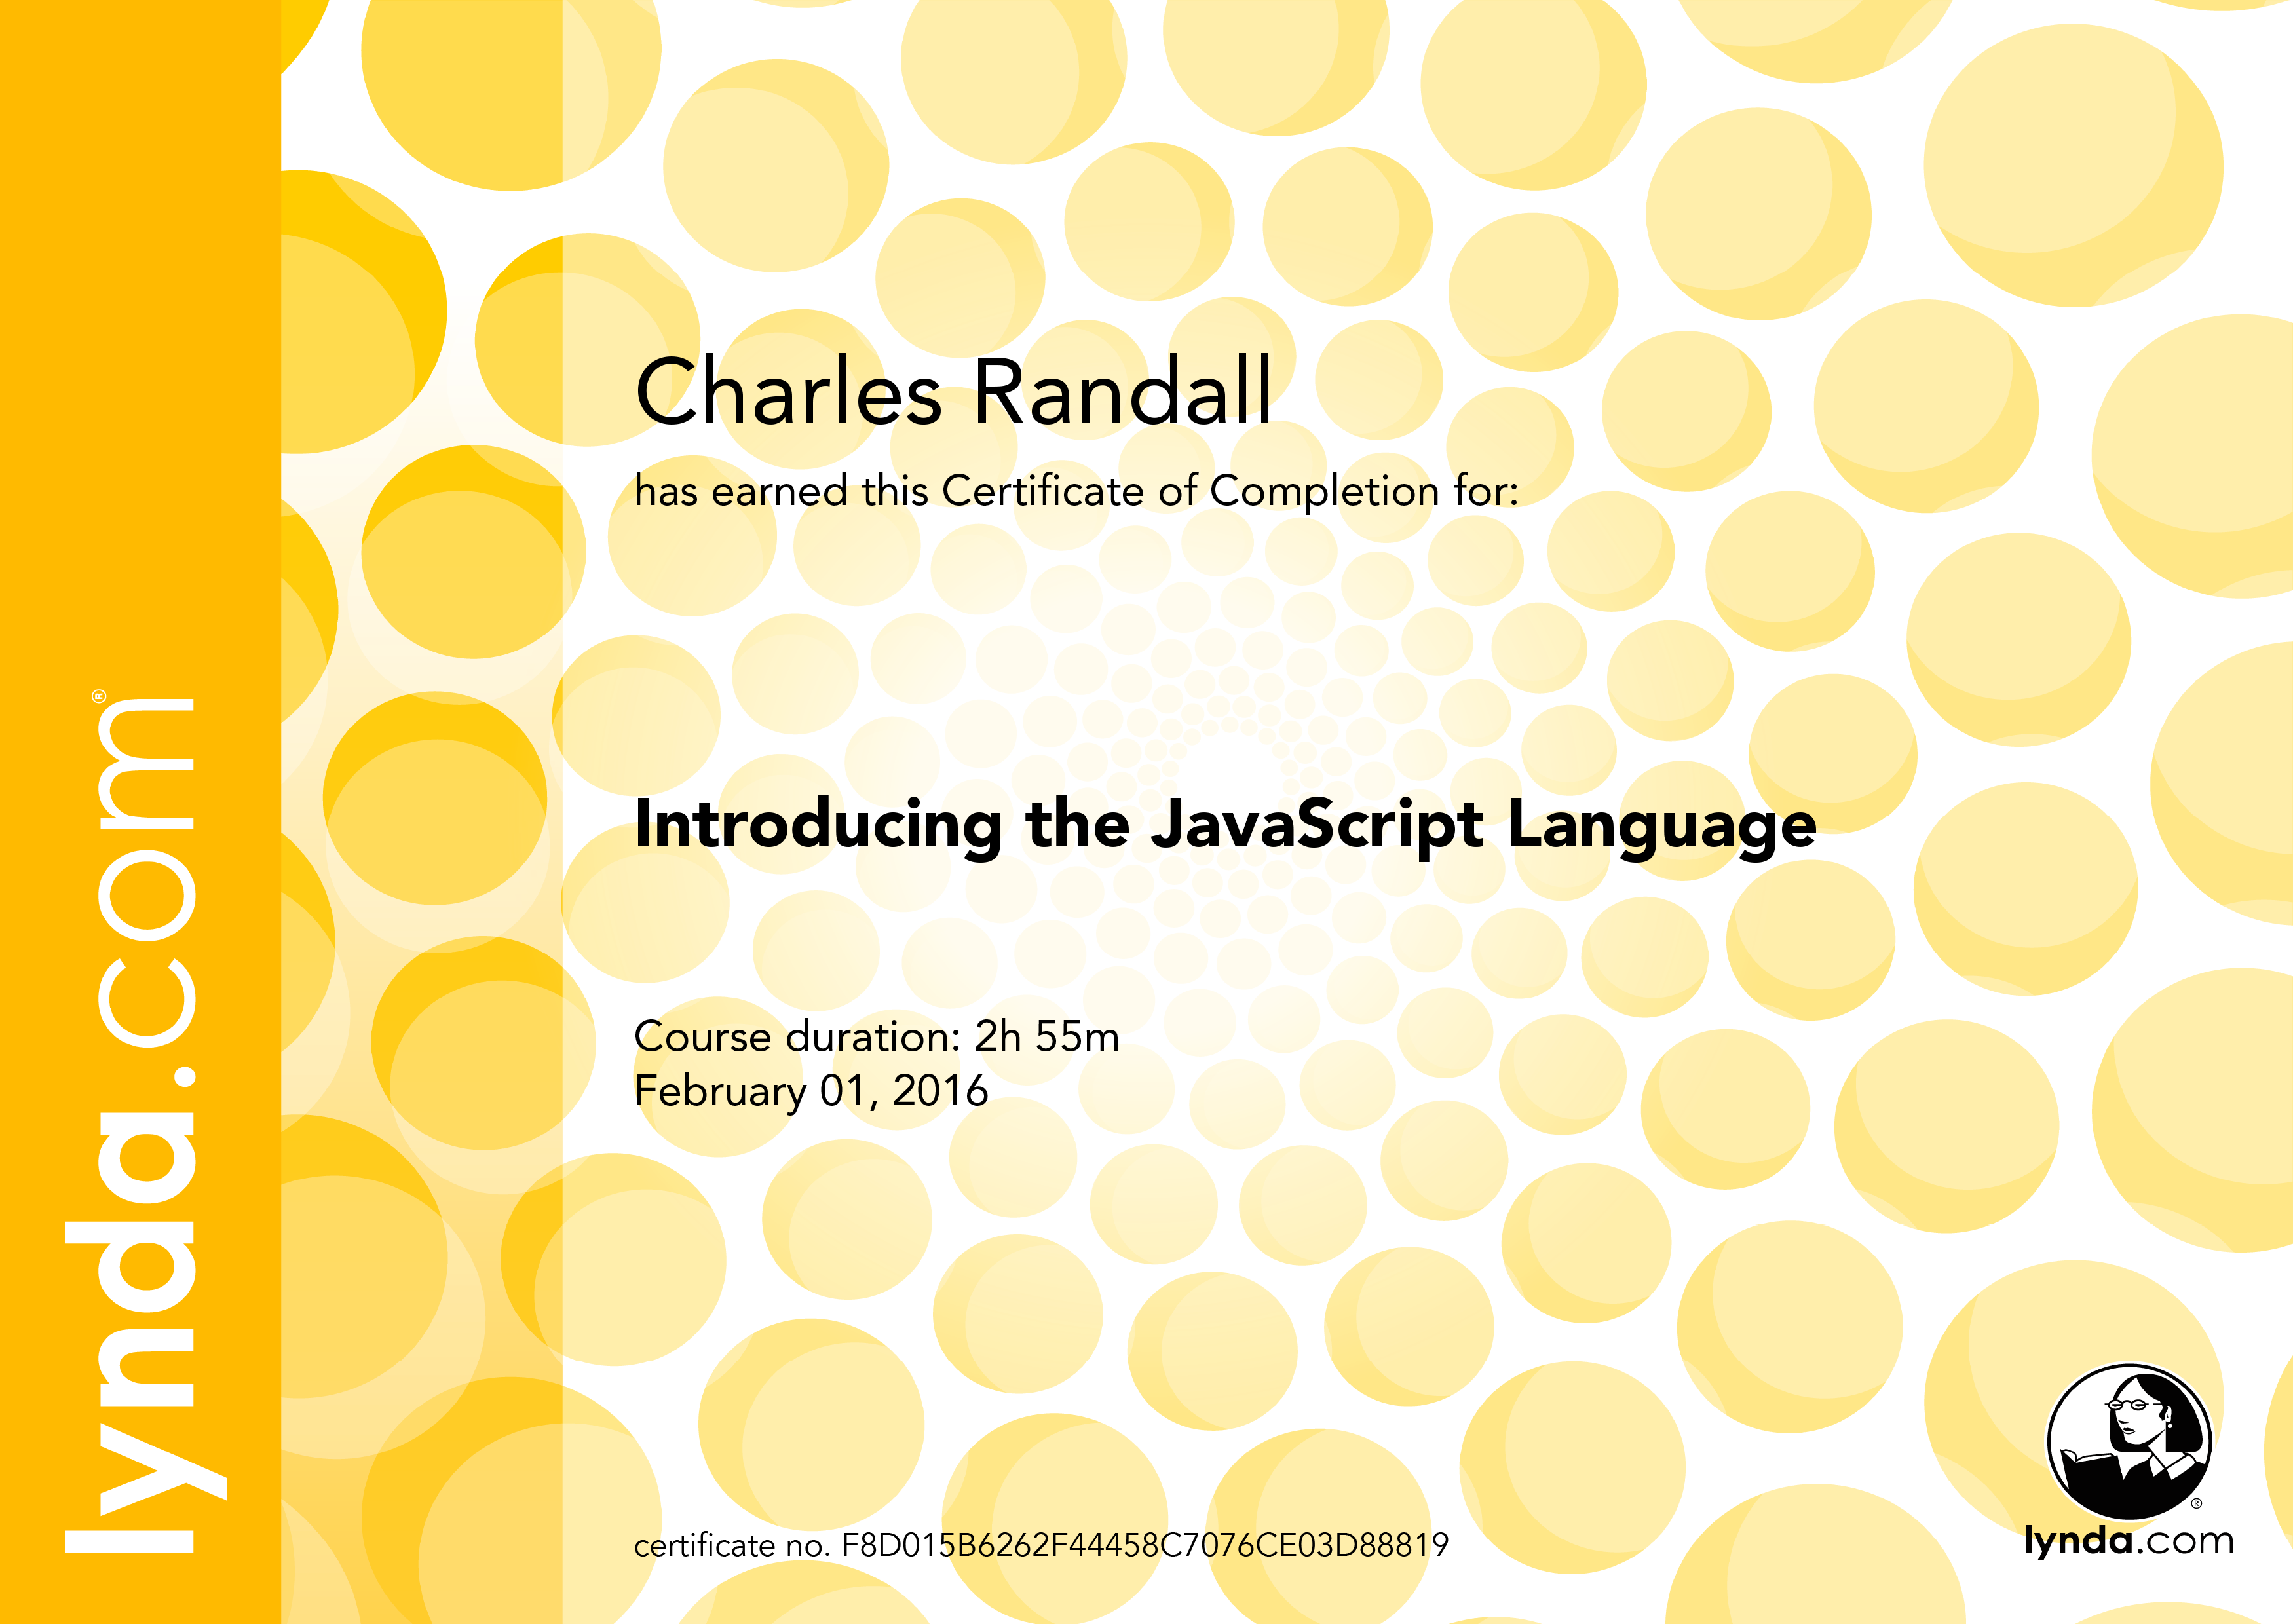 lynda.com®
Charles Randall
has earned this Certificate of Completion for:
Introducing the JavaScript Language
Course duration: 2h 55m
February 01, 2016
certificate no. F8D015B6262F44458C7076CE03D88819
®
lynda.com